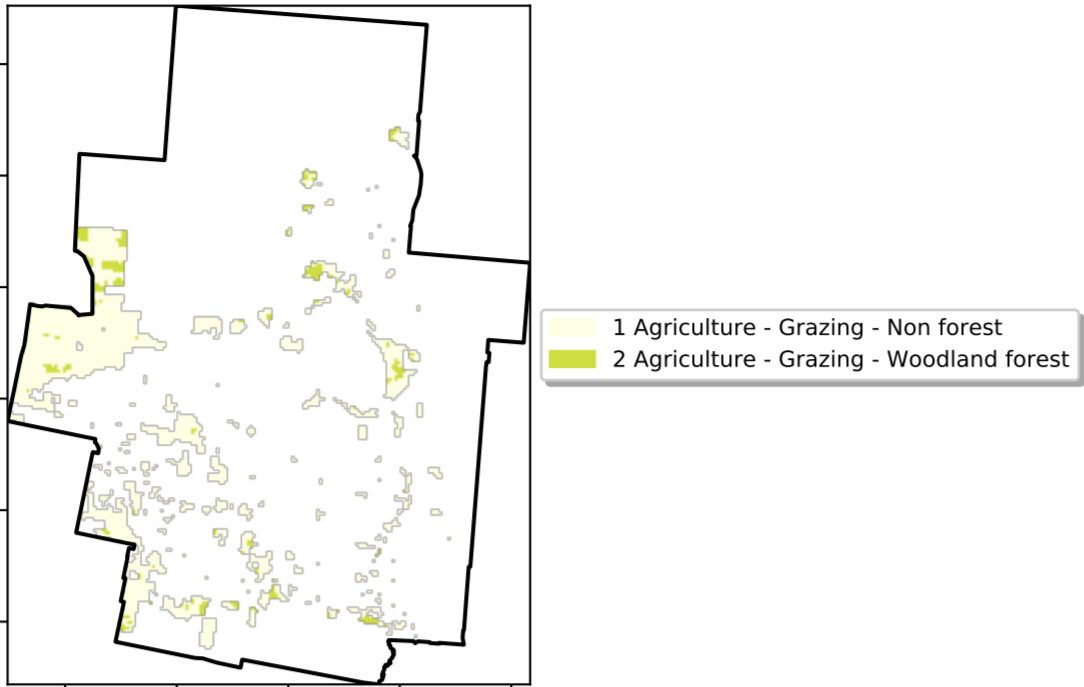 1 Agriculture - Grazing - Non forest
2 Agriculture - Grazing - Woodland forest